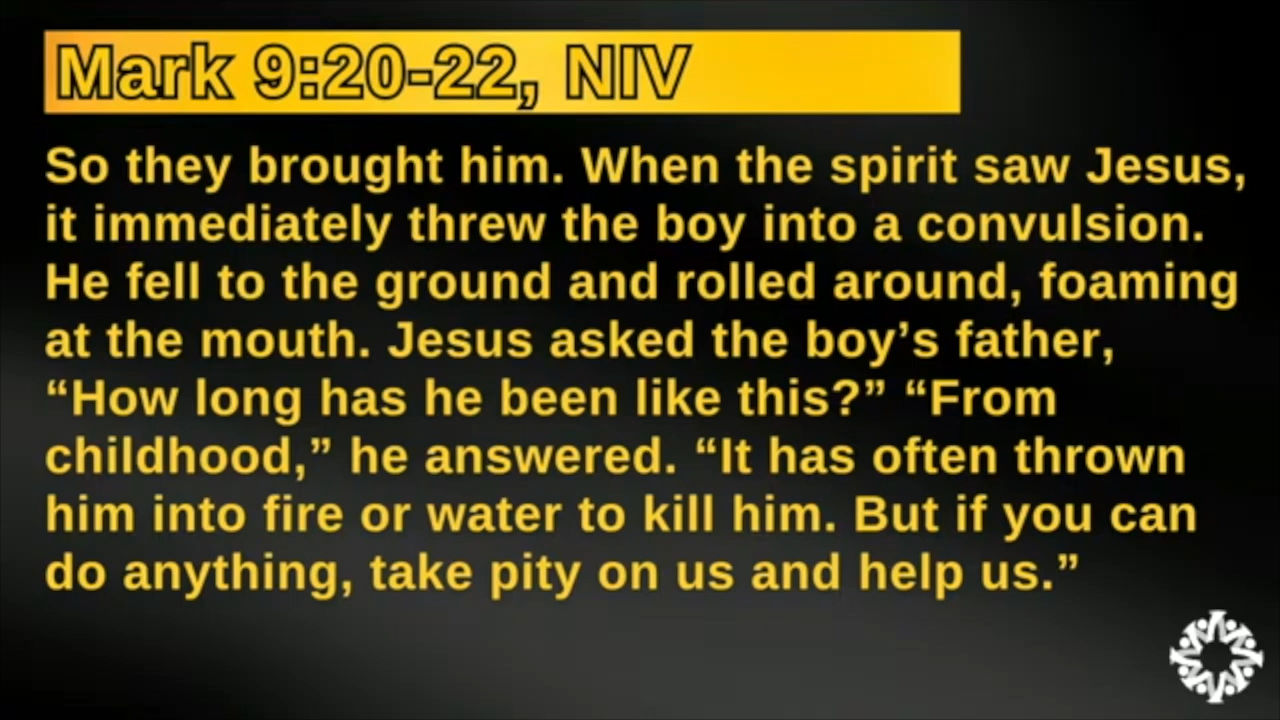 Mark 9:20-22, NIV
So they brought him. When the spirit saw Jesus,
it immediately threw the boy into a convulsion.
He fell to the ground and rolled around, foaming
at the mouth. Jesus asked the boy’s father,
“How long has he been like this?” “From
childhood,” he answered. “It has often thrown
him into fire or water to kill him. But if you can
do anything, take pity on us and help us.”